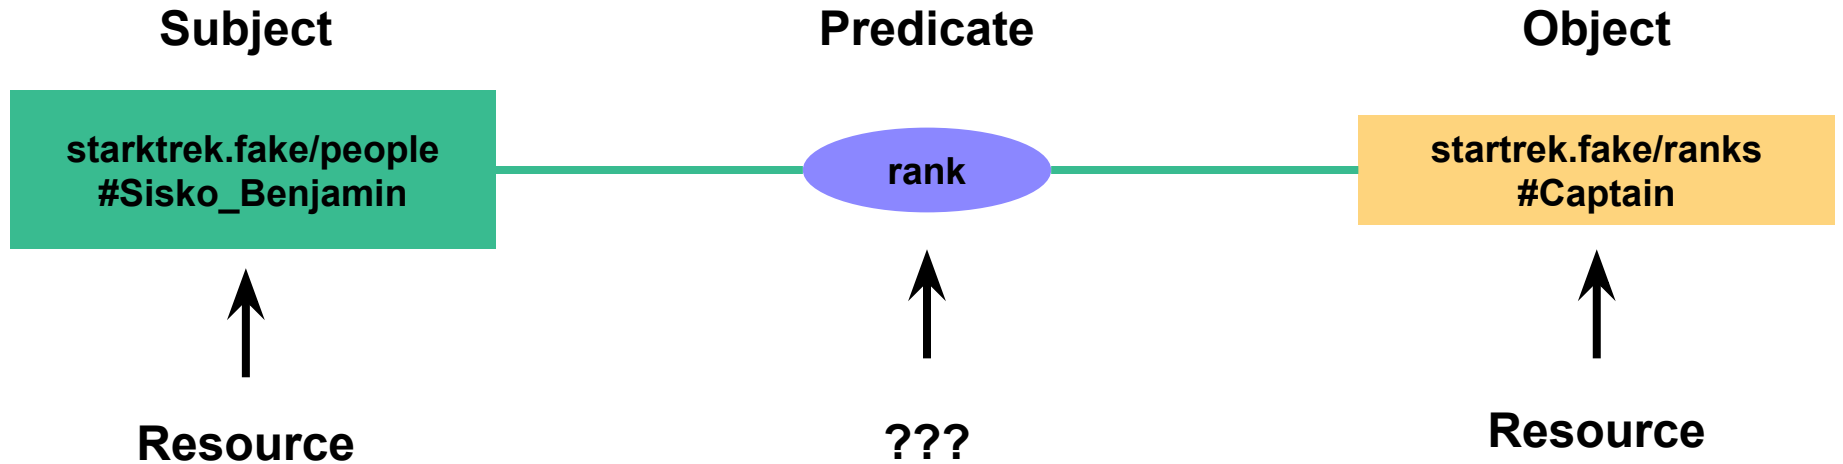 Subject
Predicate
Object
starktrek.fake/people
#Sisko_Benjamin
rank
startrek.fake/ranks
#Captain
Resource
???
Resource